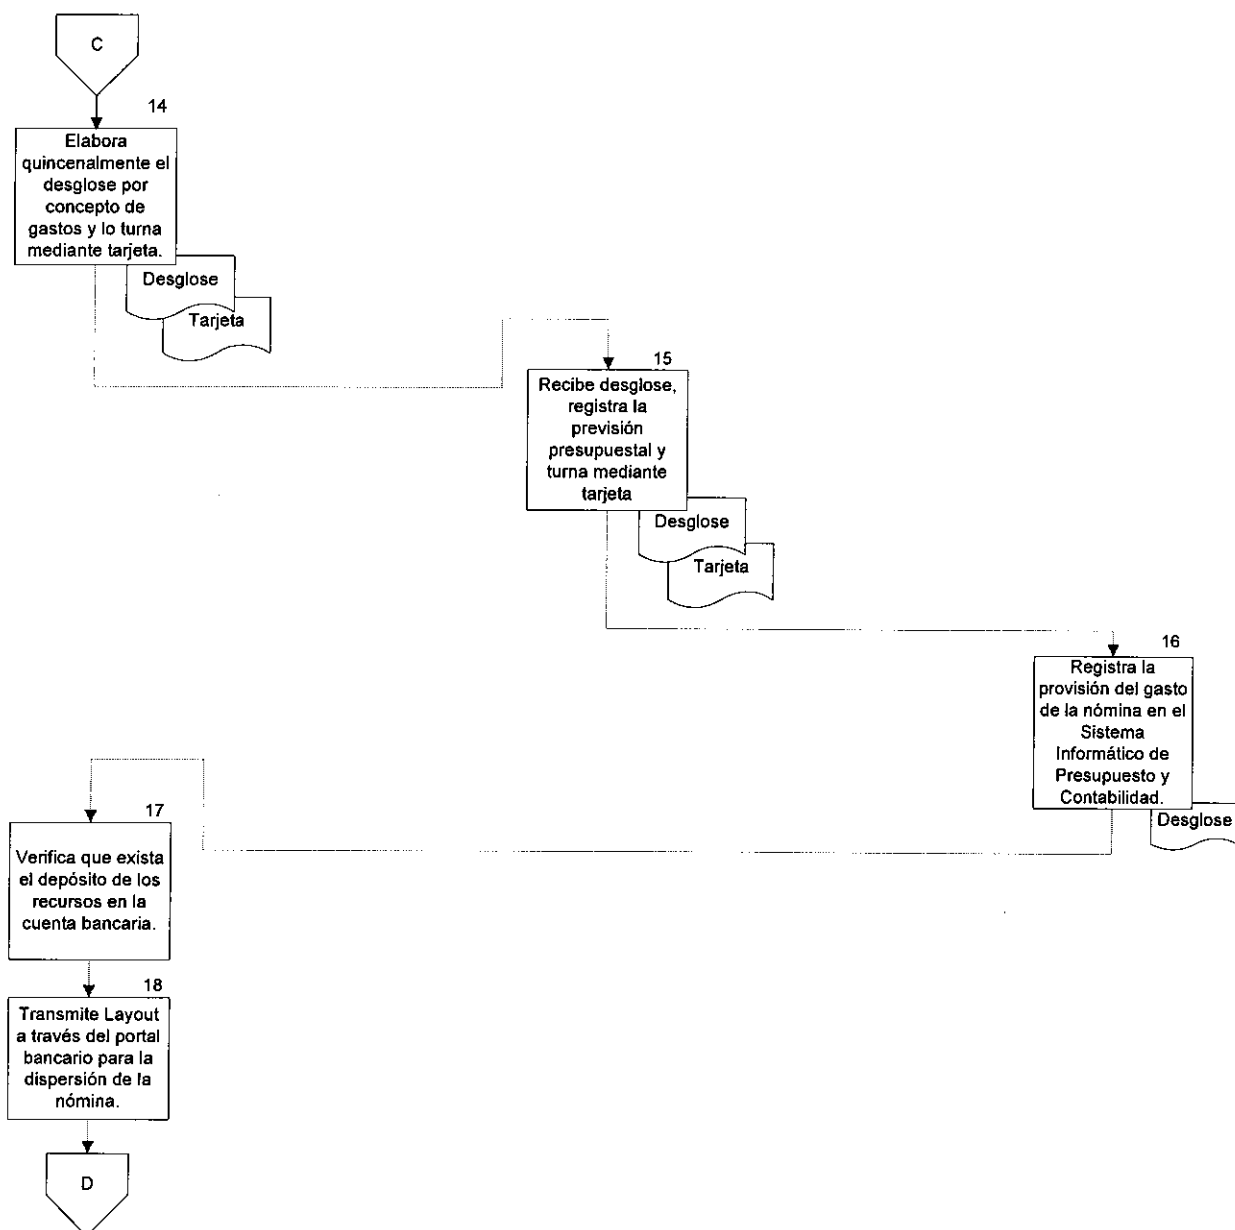 C
14
Elabora
quincenalmente el
desglose por
concepto de
gastos y lo turna
mediante tarjeta.
Desglose
Tarjeta
15
Recibe desglose,
registra la
previsión
presupuestal y
turna mediante
tarjeta
Desglose
Tarjeta
16
Registra la
provisión del gasto
de la nómina en el
Sistema
Informático de
Presupuesto y
Contabilidad.
Desglose
17
Verifica que exista
el depósito de los
recursos en la
cuenta bancaria.
18
Transmite Layout
a través del portal
bancario para la
dispersión de la
nómina.
D